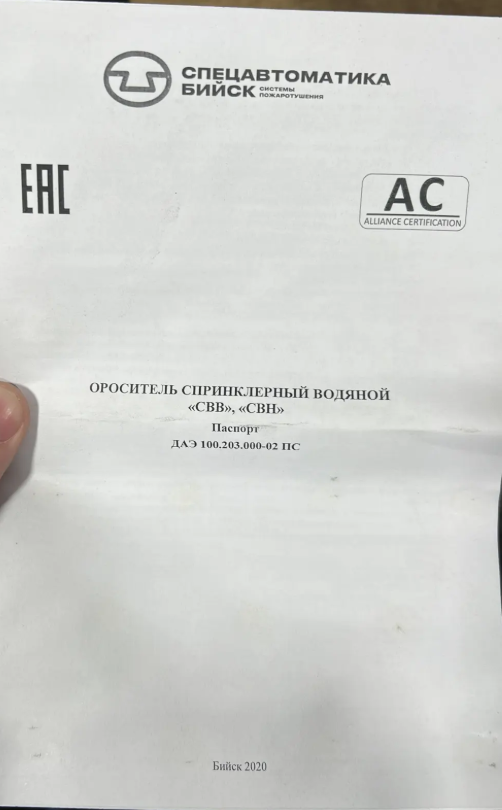 СПЕЦАВТОМАТИКА
БИЙСК СИСТЕМЫ ПОЖАРОТУШЕНИЯ
ЕАС
AC
ALLIANCE CERTIFICATION
ОРОСИТЕЛЬ СПРИНКЛЕРНЫЙ ВОДЯНОЙ
«СВВ», «СВН»
Паспорт
ДАЭ 100.203.000-02 ПС
Бийск 2020